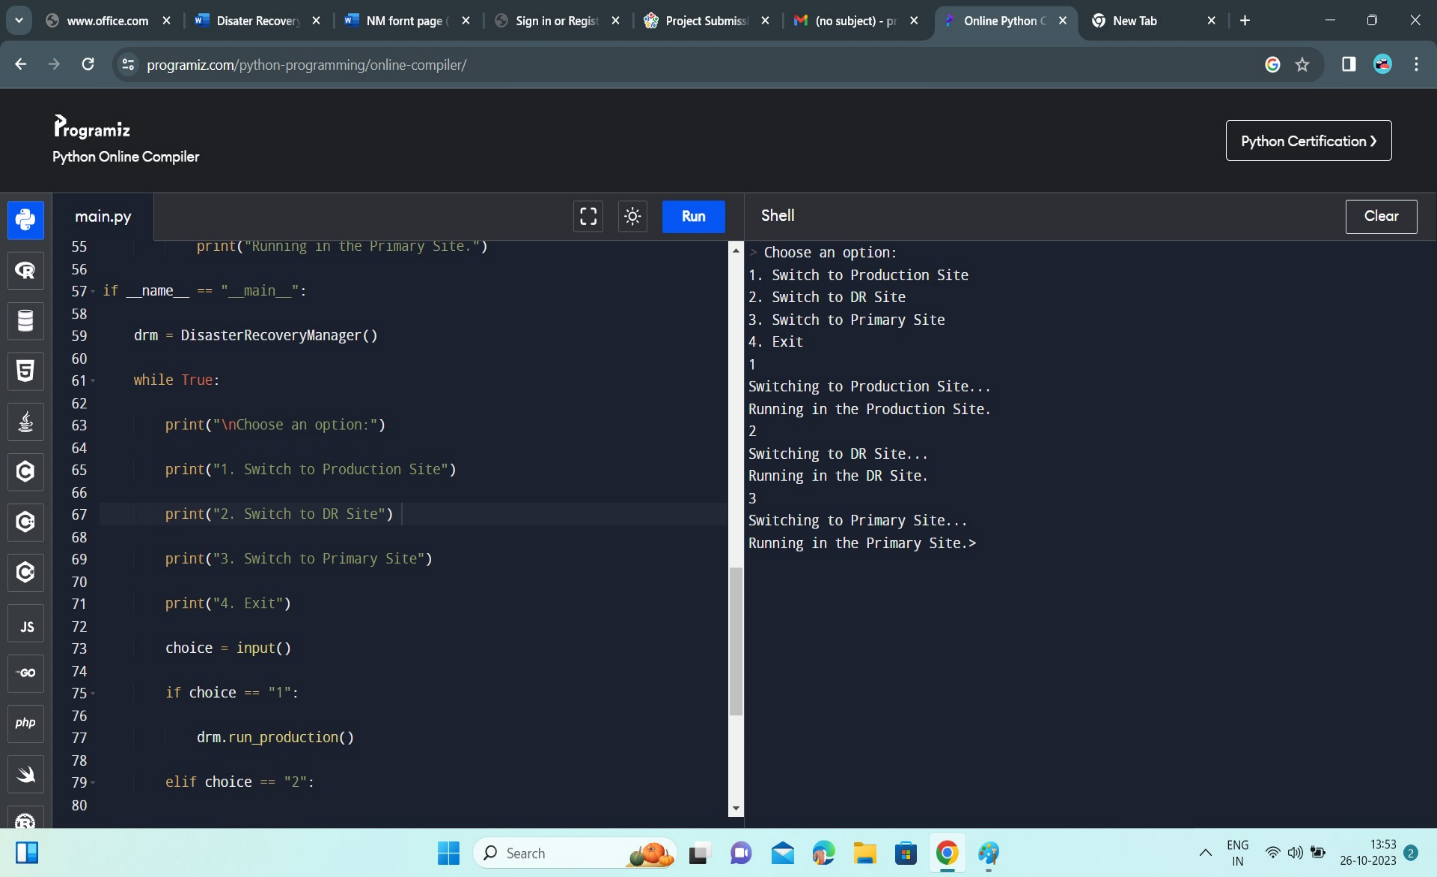 www.office.com
Disater Recovery
NM fornt page (
Sign in or Regist
Project Submiss
(no subject) - pr
Online Python C
New Tab
programiz.com/python-programming/online-compiler/
Programiz
Python Online Compiler
Python Certification
main.py
Run
Shell
Clear
55 print("Running in the Primary Site.")
56
57 if __name__ == "__main__":
58
59 drm = DisasterRecoveryManager()
60
61 while True:
62
63 print("\nChoose an option:")
64
65 print("1. Switch to Production Site")
66
67 print("2. Switch to DR Site")
68
69 print("3. Switch to Primary Site")
70
71 print("4. Exit")
72
73 choice = input()
74
75 if choice == "1":
76
77 drm.run_production()
78
79 elif choice == "2":
80
> Choose an option:
1. Switch to Production Site
2. Switch to DR Site
3. Switch to Primary Site
4. Exit
1
Switching to Production Site...
Running in the Production Site.
2
Switching to DR Site...
Running in the DR Site.
3
Switching to Primary Site...
Running in the Primary Site.>
R
5
C
C
C
JS
GO
php
R
Search
ENG
IN
13:53
26-10-2023
2